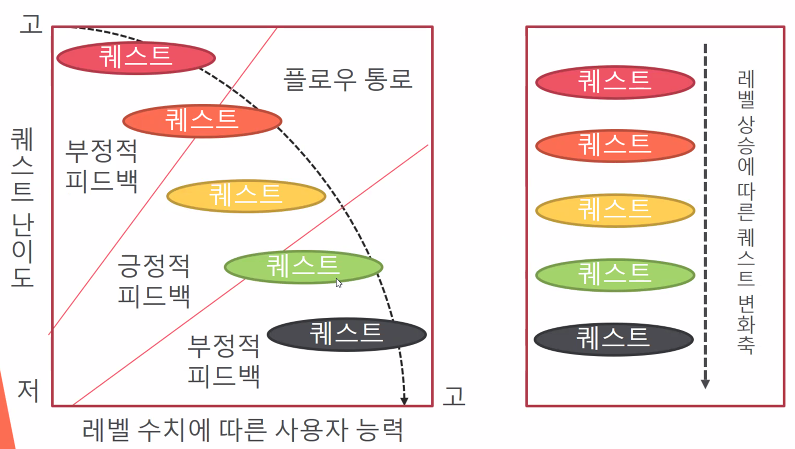 고
퀘스트 난이도
저
퀘스트
플로우 통로
퀘스트
부정적
피드백
퀘스트
긍정적
피드백
퀘스트
부정적
피드백
퀘스트
고
레벨 수치에 따른 사용자 능력
퀘스트
퀘스트
퀘스트
퀘스트
퀘스트
레벨 상승에 따른 퀘스트 변화축